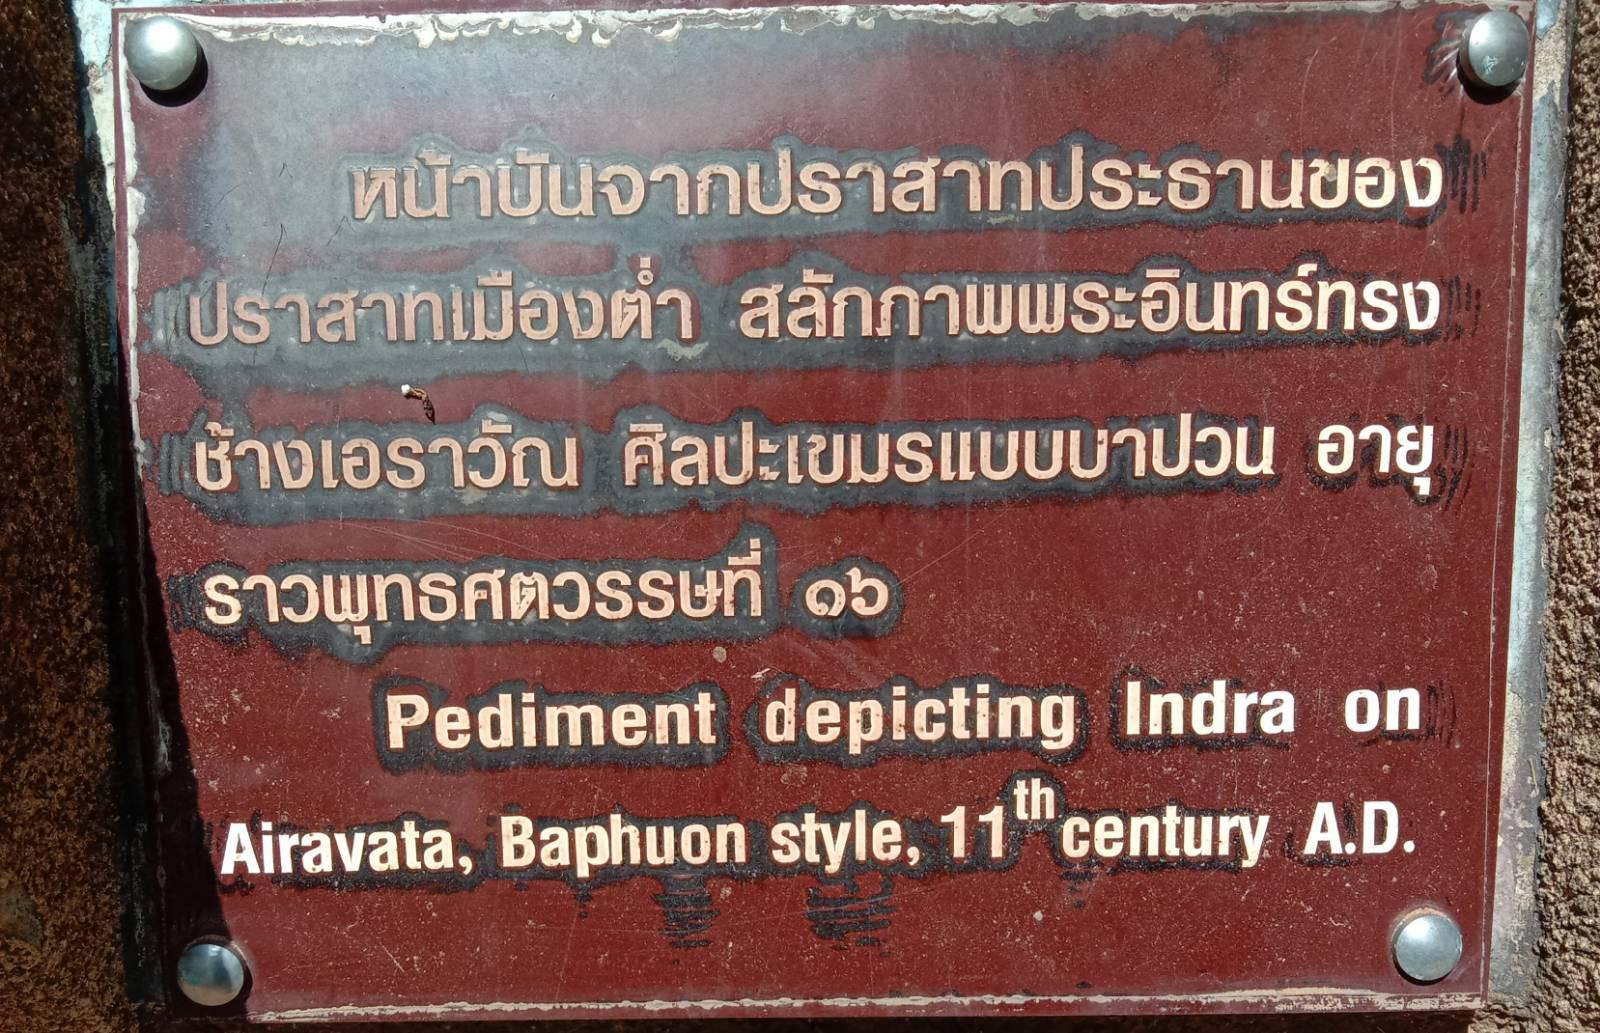 หน้าบันจากปราสาทประธานของ
ปราสาทเมืองต่ำ สลักภาพพระอินทร์ทรง
ช้างเอราวัณ ศิลปะเขมรแบบบาปวน อายุ
ราวพุทธศตวรรษที่ ๑๖
Pediment depicting Indra on
Airavata, Baphuon style, 11th century A.D.